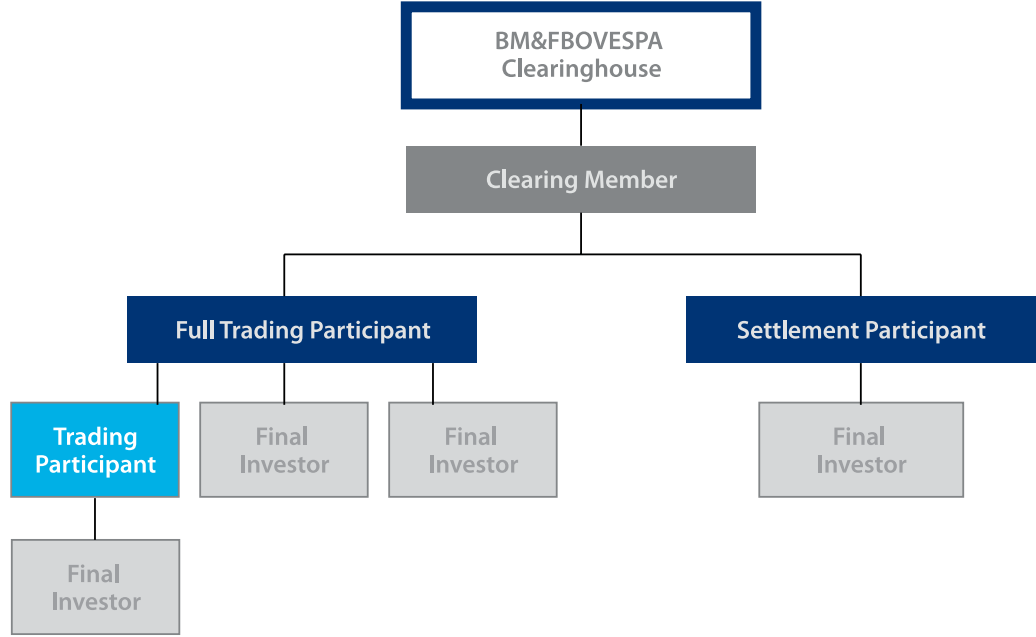 BM&FBOVESPA
Clearinghouse
Clearing Member
Full Trading Participant
Settlement Participant
Trading
Participant
Final
Investor
Final
Investor
Final
Investor
Final
Investor